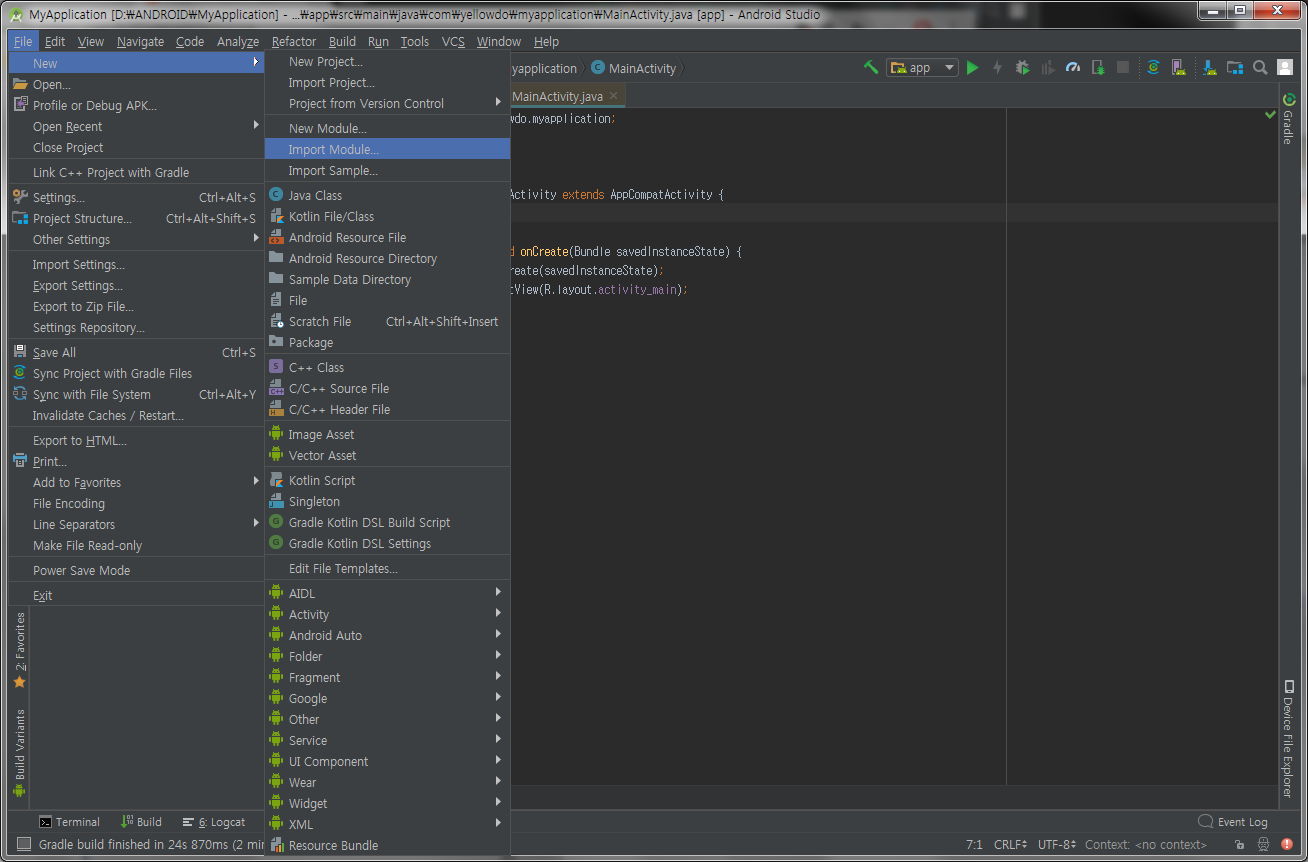 MyApplication [D:₩ANDROID₩MyApplication] - ...₩app₩src₩main₩java₩com₩yellowdo₩myapplication₩MainActivity.java [app] - Android Studio
File Edit View Navigate Code Analyze Refactor Build Run Tools VCS Window Help
yapplication MainActivity app
MainActivity.java
New
Open...
Profile or Debug APK...
Open Recent
Close Project
Link C++ Project with Gradle
Settings... Ctrl+Alt+S
Project Structure... Ctrl+Alt+Shift+S
Other Settings
Import Settings...
Export Settings...
Export to Zip File...
Settings Repository...
Save All Ctrl+S
Sync Project with Gradle Files
Sync with File System Ctrl+Alt+Y
Invalidate Caches / Restart...
Export to HTML...
Print...
Add to Favorites
File Encoding
Line Separators
Make File Read-only
Power Save Mode
Exit
New Project...
Import Project...
Project from Version Control
New Module...
Import Module...
Import Sample...
Java Class
Kotlin File/Class
Android Resource File
Android Resource Directory
Sample Data Directory
File
Scratch File Ctrl+Alt+Shift+Insert
Package
C++ Class
C/C++ Source File
C/C++ Header File
Image Asset
Vector Asset
Kotlin Script
Singleton
Gradle Kotlin DSL Build Script
Gradle Kotlin DSL Settings
Edit File Templates...
AIDL
Activity
Android Auto
Folder
Fragment
Google
Other
Service
UI Component
Wear
Widget
XML
Resource Bundle
wdo.myapplication;
Activity extends AppCompatActivity {
d onCreate(Bundle savedInstanceState) {
reate(savedInstanceState);
tView(R.layout.activity_main);
Gradle
Device File Explorer
2: Favorites
Build Variants
Terminal Build 6: Logcat Event Log
Gradle build finished in 24s 870ms (2 min 7:1 CRLF UTF-8 Context: <no context>